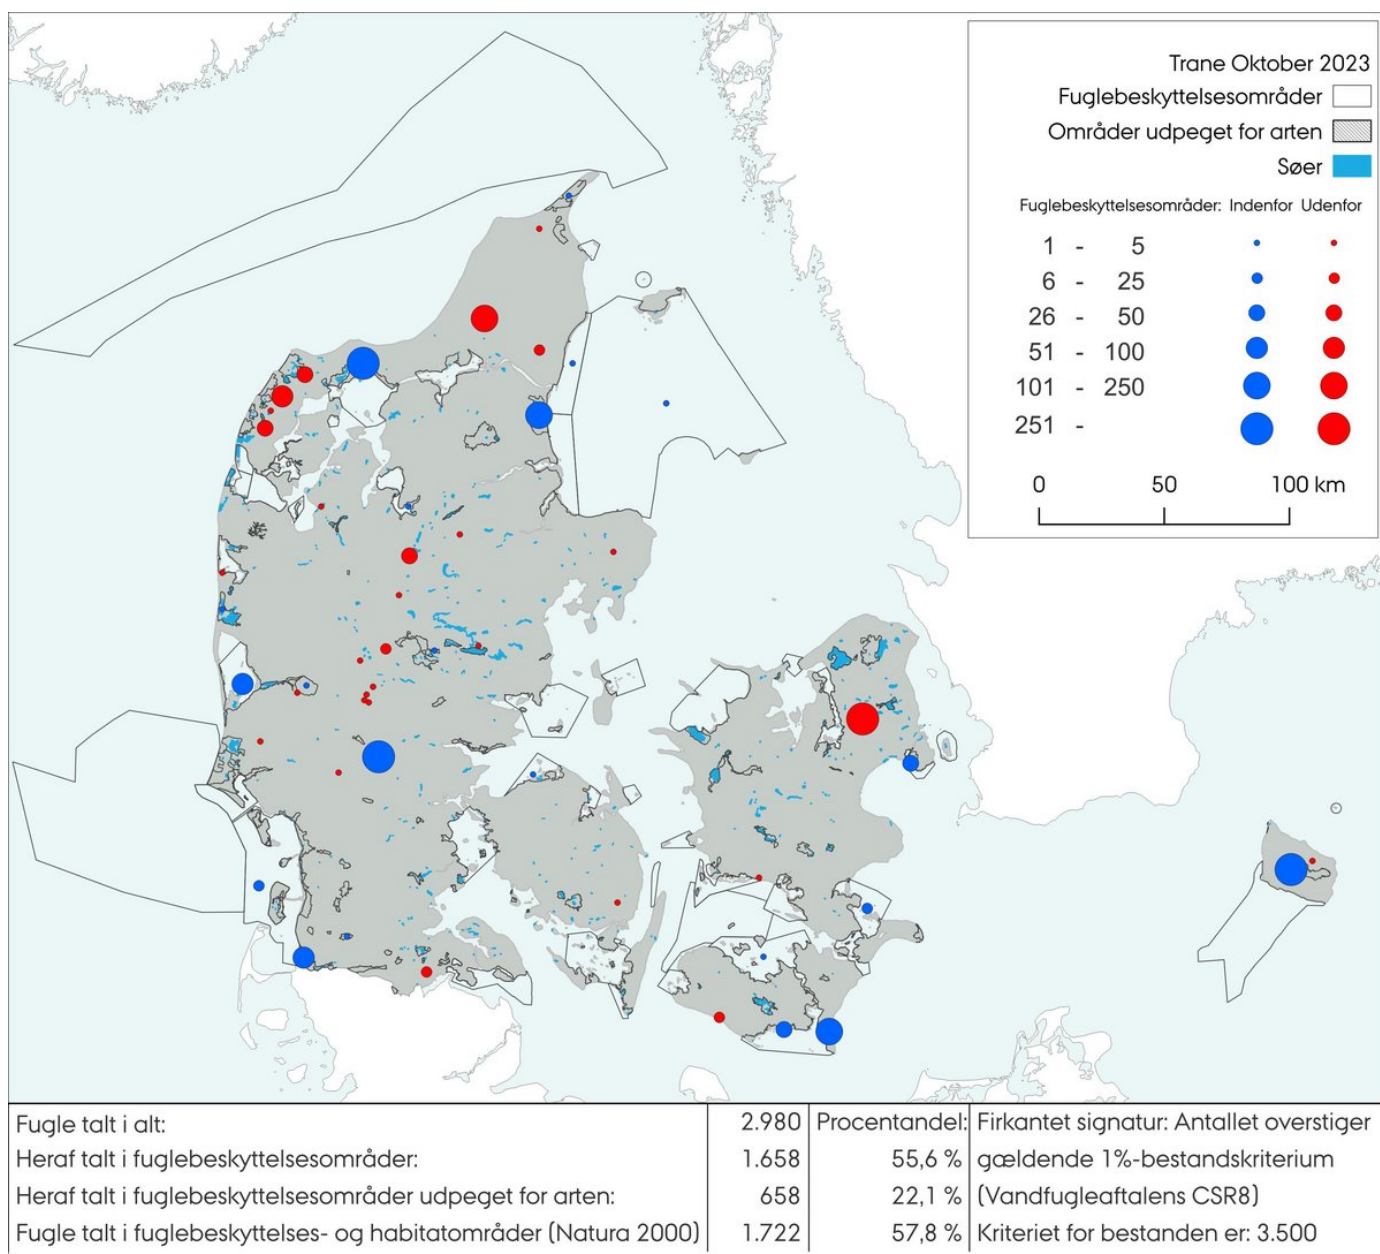 Trane Oktober 2023
Fuglebeskyttelsesområder
Områder udpeget for arten
Søer
Fuglebeskyttelsesområder: Indenfor Udenfor
1 - 5
6 - 25
26 - 50
51 - 100
101 - 250
251 -
0 50 100 km
Fugle talt i alt: 2.980 Procentandel: Firkantet signatur: Antallet overstiger
Heraf talt i fuglebeskyttelsesområder: 1.658 55,6 % gældende 1%-bestandskriterium
Heraf talt i fuglebeskyttelsesområder udpeget for arten: 658 22,1 % (Vandfugleaftalens CSR8)
Fugle talt i fuglebeskyttelses- og habitatområder (Natura 2000) 1.722 57,8 % Kriteriet for bestanden er: 3.500